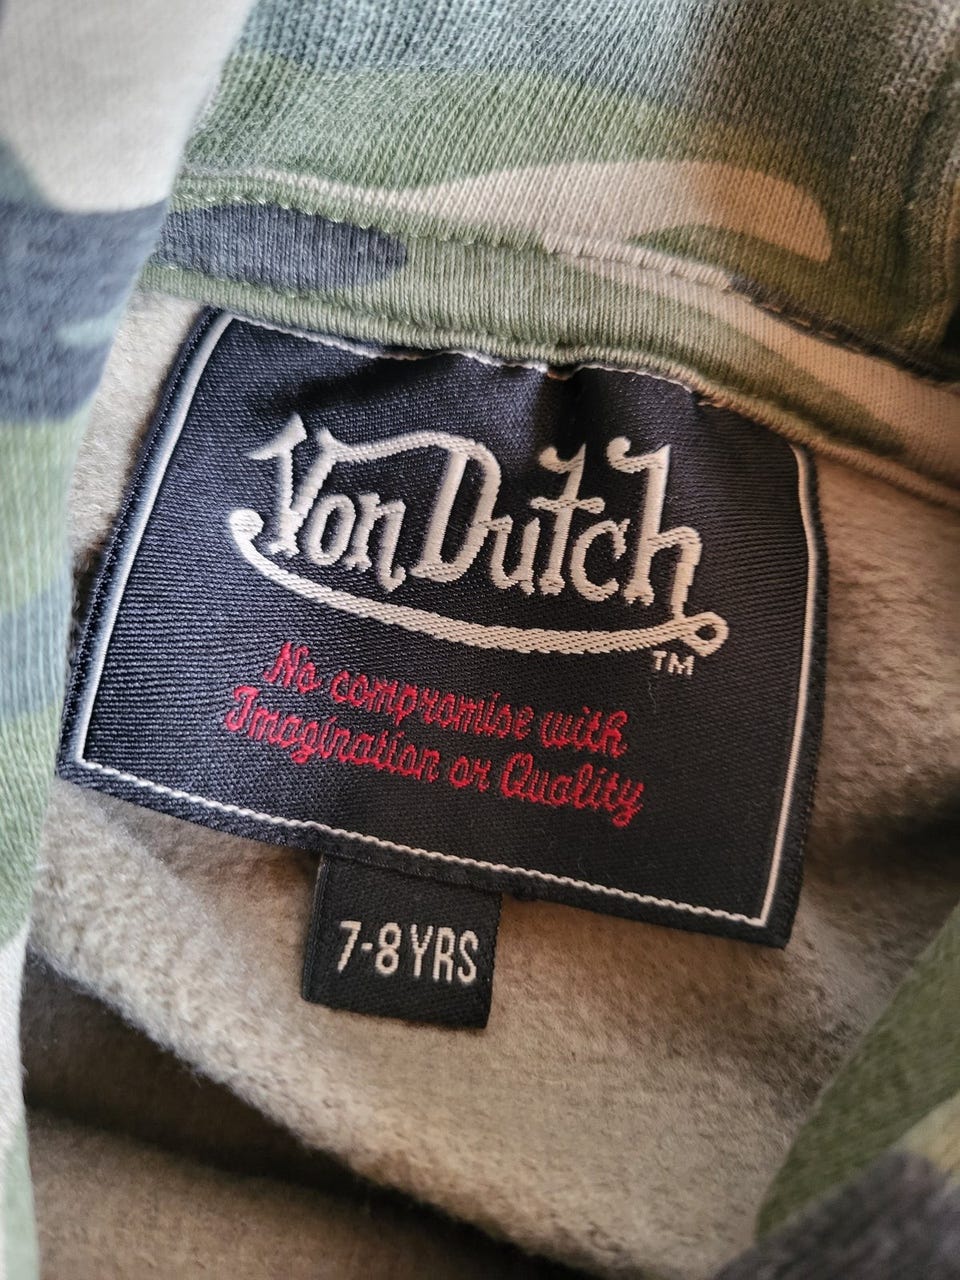 Von Dutch
TM
No compromise with
Imagination or Quality
7-8 YRS